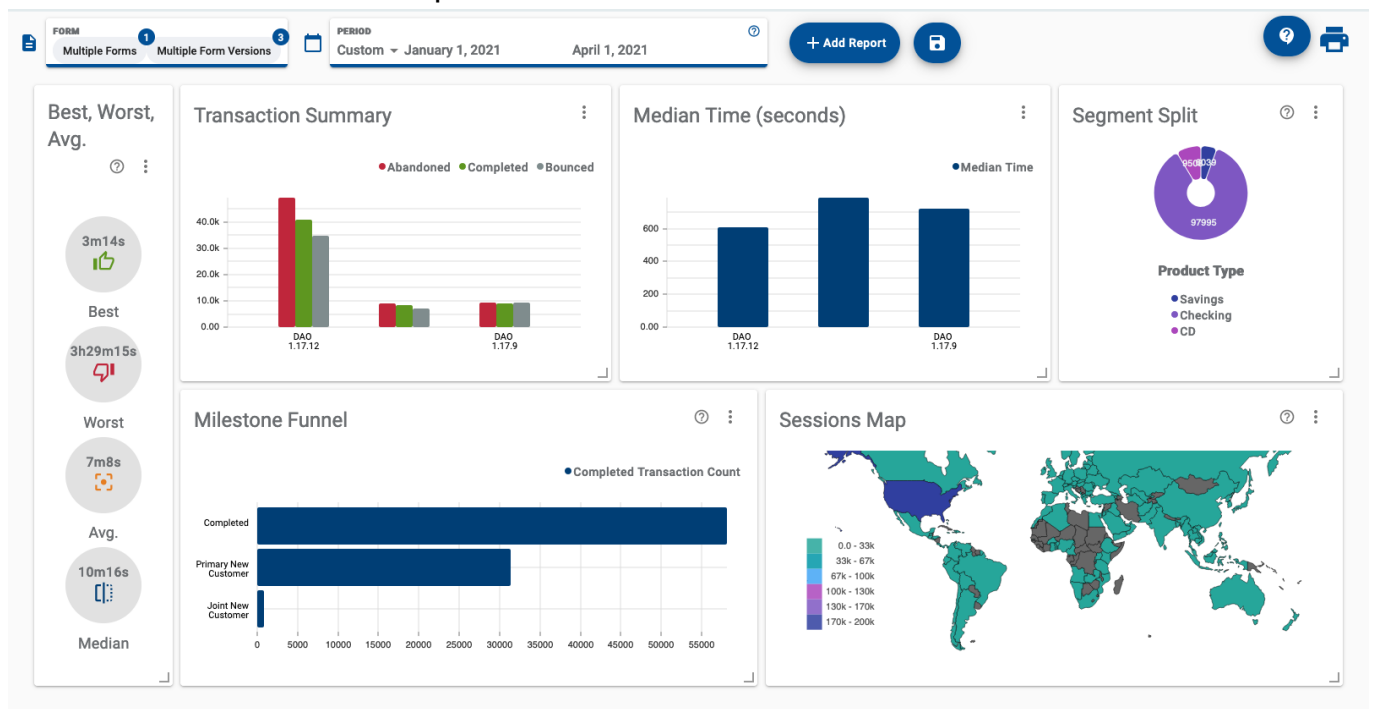 FORM
Multiple Forms 1 Multiple Form Versions 3
PERIOD
Custom January 1, 2021 April 1, 2021
+ Add Report
Best, Worst,
Avg.
3m14s
Best
3h29m15s
Worst
7m8s
Avg.
10m16s
Median
Transaction Summary
Abandoned Completed Bounced
40.0k
30.0k
20.0k
10.0k
0.00
DAO
1.17.12
DAO
1.17.9
Median Time (seconds)
Median Time
600
400
200
0.00
DAO
1.17.12
DAO
1.17.9
Segment Split
97995
Product Type
Savings
Checking
CD
Milestone Funnel
Completed Transaction Count
Completed
Primary New
Customer
Joint New
Customer
0 5000 10000 15000 20000 25000 30000 35000 40000 45000 50000 55000
Sessions Map
0.0 - 33k
33k - 67k
67k - 100k
100k - 130k
130k - 170k
170k - 200k